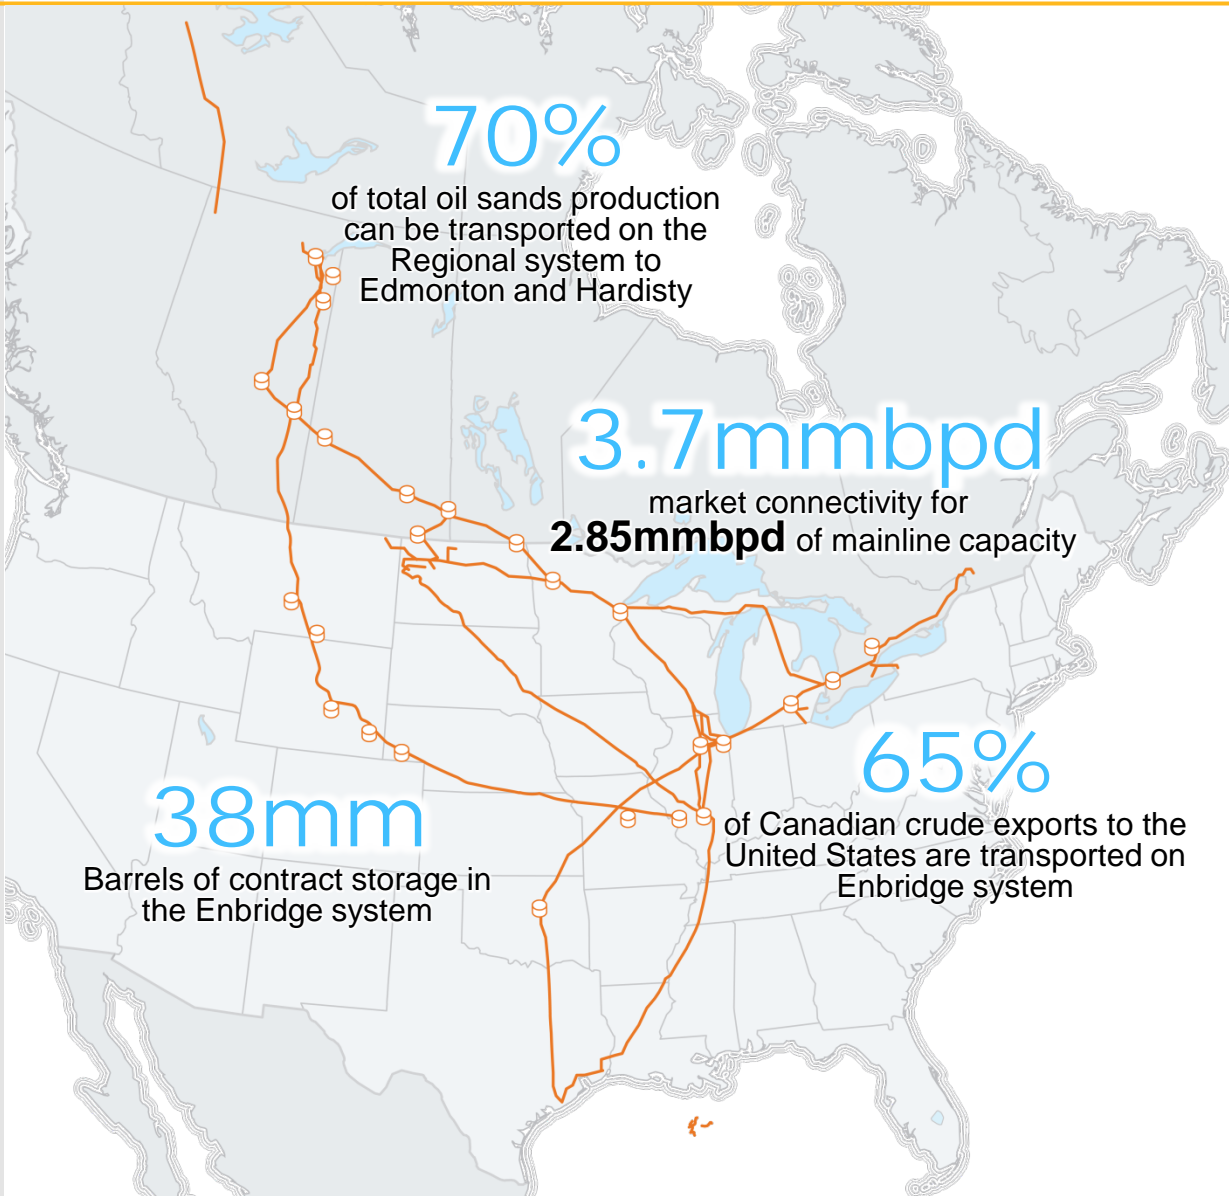 70%
of total oil sands production
can be transported on the
Regional system to
Edmonton and Hardisty
3.7mmbpd
market connectivity for
2.85mmbpd of mainline capacity
65%
of Canadian crude exports to the
United States are transported on
Enbridge system
38mm
Barrels of contract storage in
the Enbridge system